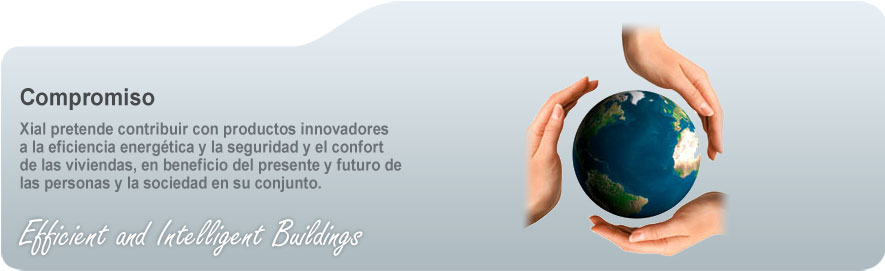 Compromiso
Xial pretende contribuir con productos innovadores
a la eficiencia energética y la seguridad y el confort
de las viviendas, en beneficio del presente y futuro de
las personas y la sociedad en su conjunto.
Efficient and Intelligent Buildings